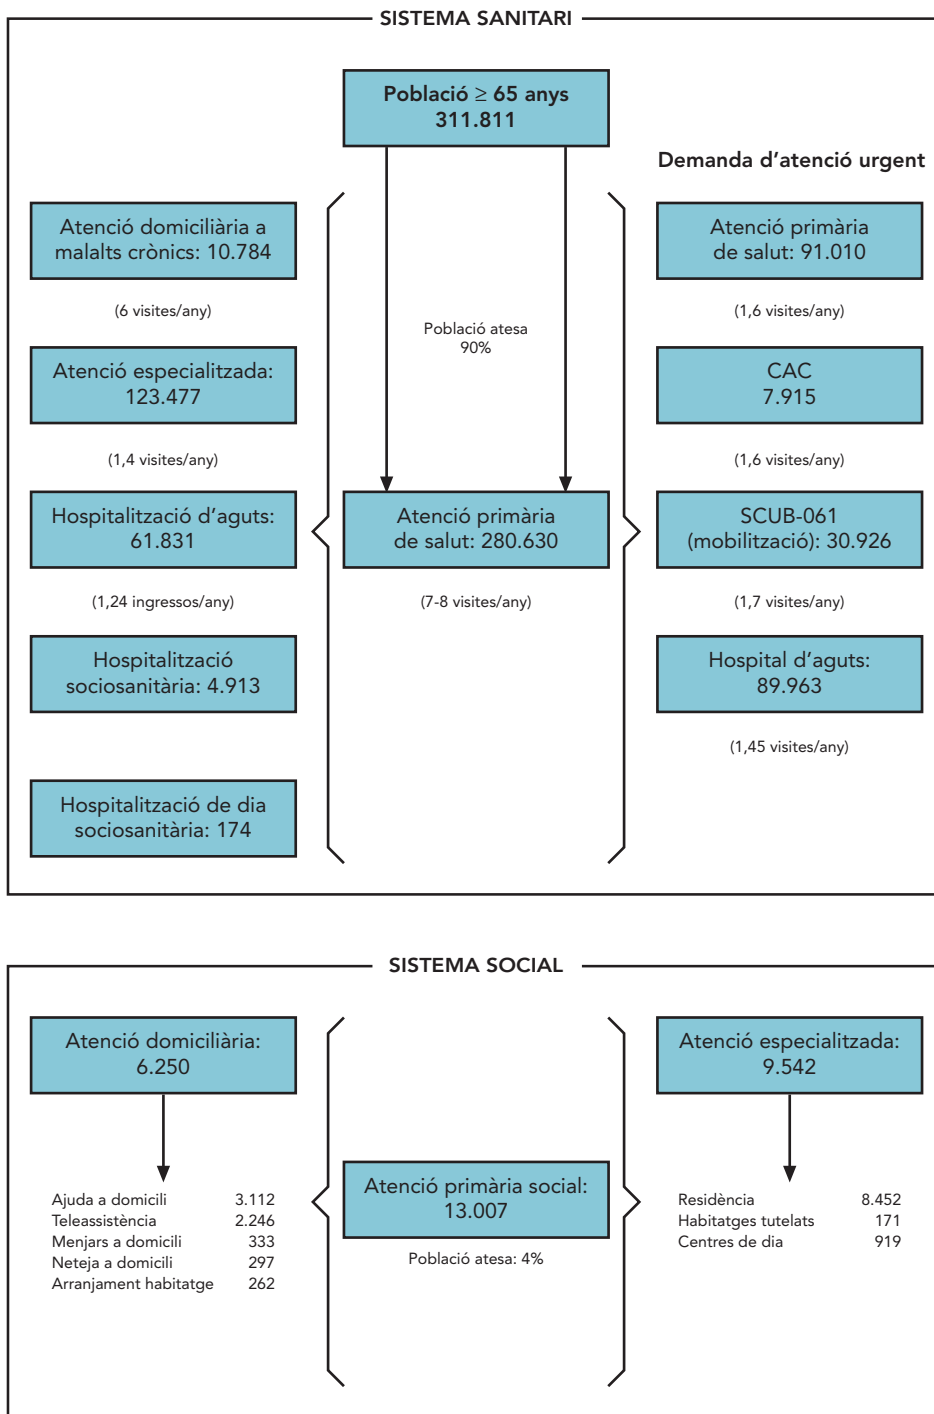 SISTEMA SANITARI
Població ≥ 65 anys
311.811
Demanda d'atenció urgent
Atenció domiciliària a
malalts crònics: 10.784
(6 visites/any)
Atenció especialitzada:
123.477
(1,4 visites/any)
Hospitalització d'aguts:
61.831
(1,24 ingressos/any)
Hospitalització
sociosanitària: 4.913
Hospitalització de dia
sociosanitària: 174
Població atesa
90%
Atenció primària
de salut: 280.630
(7-8 visites/any)
Atenció primària
de salut: 91.010
(1,6 visites/any)
CAC
7.915
(1,6 visites/any)
SCUB-061
(mobilització): 30.926
(1,7 visites/any)
Hospital d'aguts:
89.963
(1,45 visites/any)
SISTEMA SOCIAL
Atenció domiciliària:
6.250
Ajuda a domicili 3.112
Teleassistència 2.246
Menjars a domicili 333
Neteja a domicili 297
Arranjament habitatge 262
Atenció primària social:
13.007
Població atesa: 4%
Atenció especialitzada:
9.542
Residència 8.452
Habitatges tutelats 171
Centres de dia 919